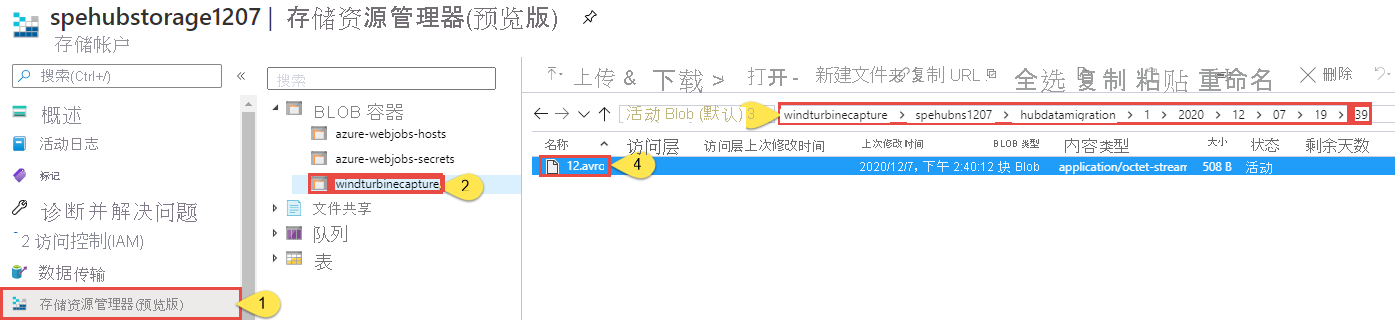 spehubstorage1207 | 存储资源管理器(预览版)
存储帐户
搜索(Ctrl+/)
«
概述
活动日志
标记
诊断并解决问题
2 访问控制(IAM)
数据传输
存储资源管理器(预览版)
1
搜索
BLOB 容器
azure-webjobs-hosts
azure-webjobs-secrets
windturbinecapture
2
文件共享
队列
表
上传 & 下载 > 打开 - 新建文件夹 复制 URL 全选 复制 粘贴 重命名 删除
活动 Blob (默认) 3 windturbinecapture > spehubns1207 > hubdatamigration > 1 > 2020 > 12 > 07 > 19 > 39
名称 访问层 访问层上次修改时间 上次修改时间 BLOB 类型 内容类型 大小 状态 剩余天数
12.avro 4 2020/12/7, 下午 2:40:12 块 Blob application/octet-stream 508 B 活动